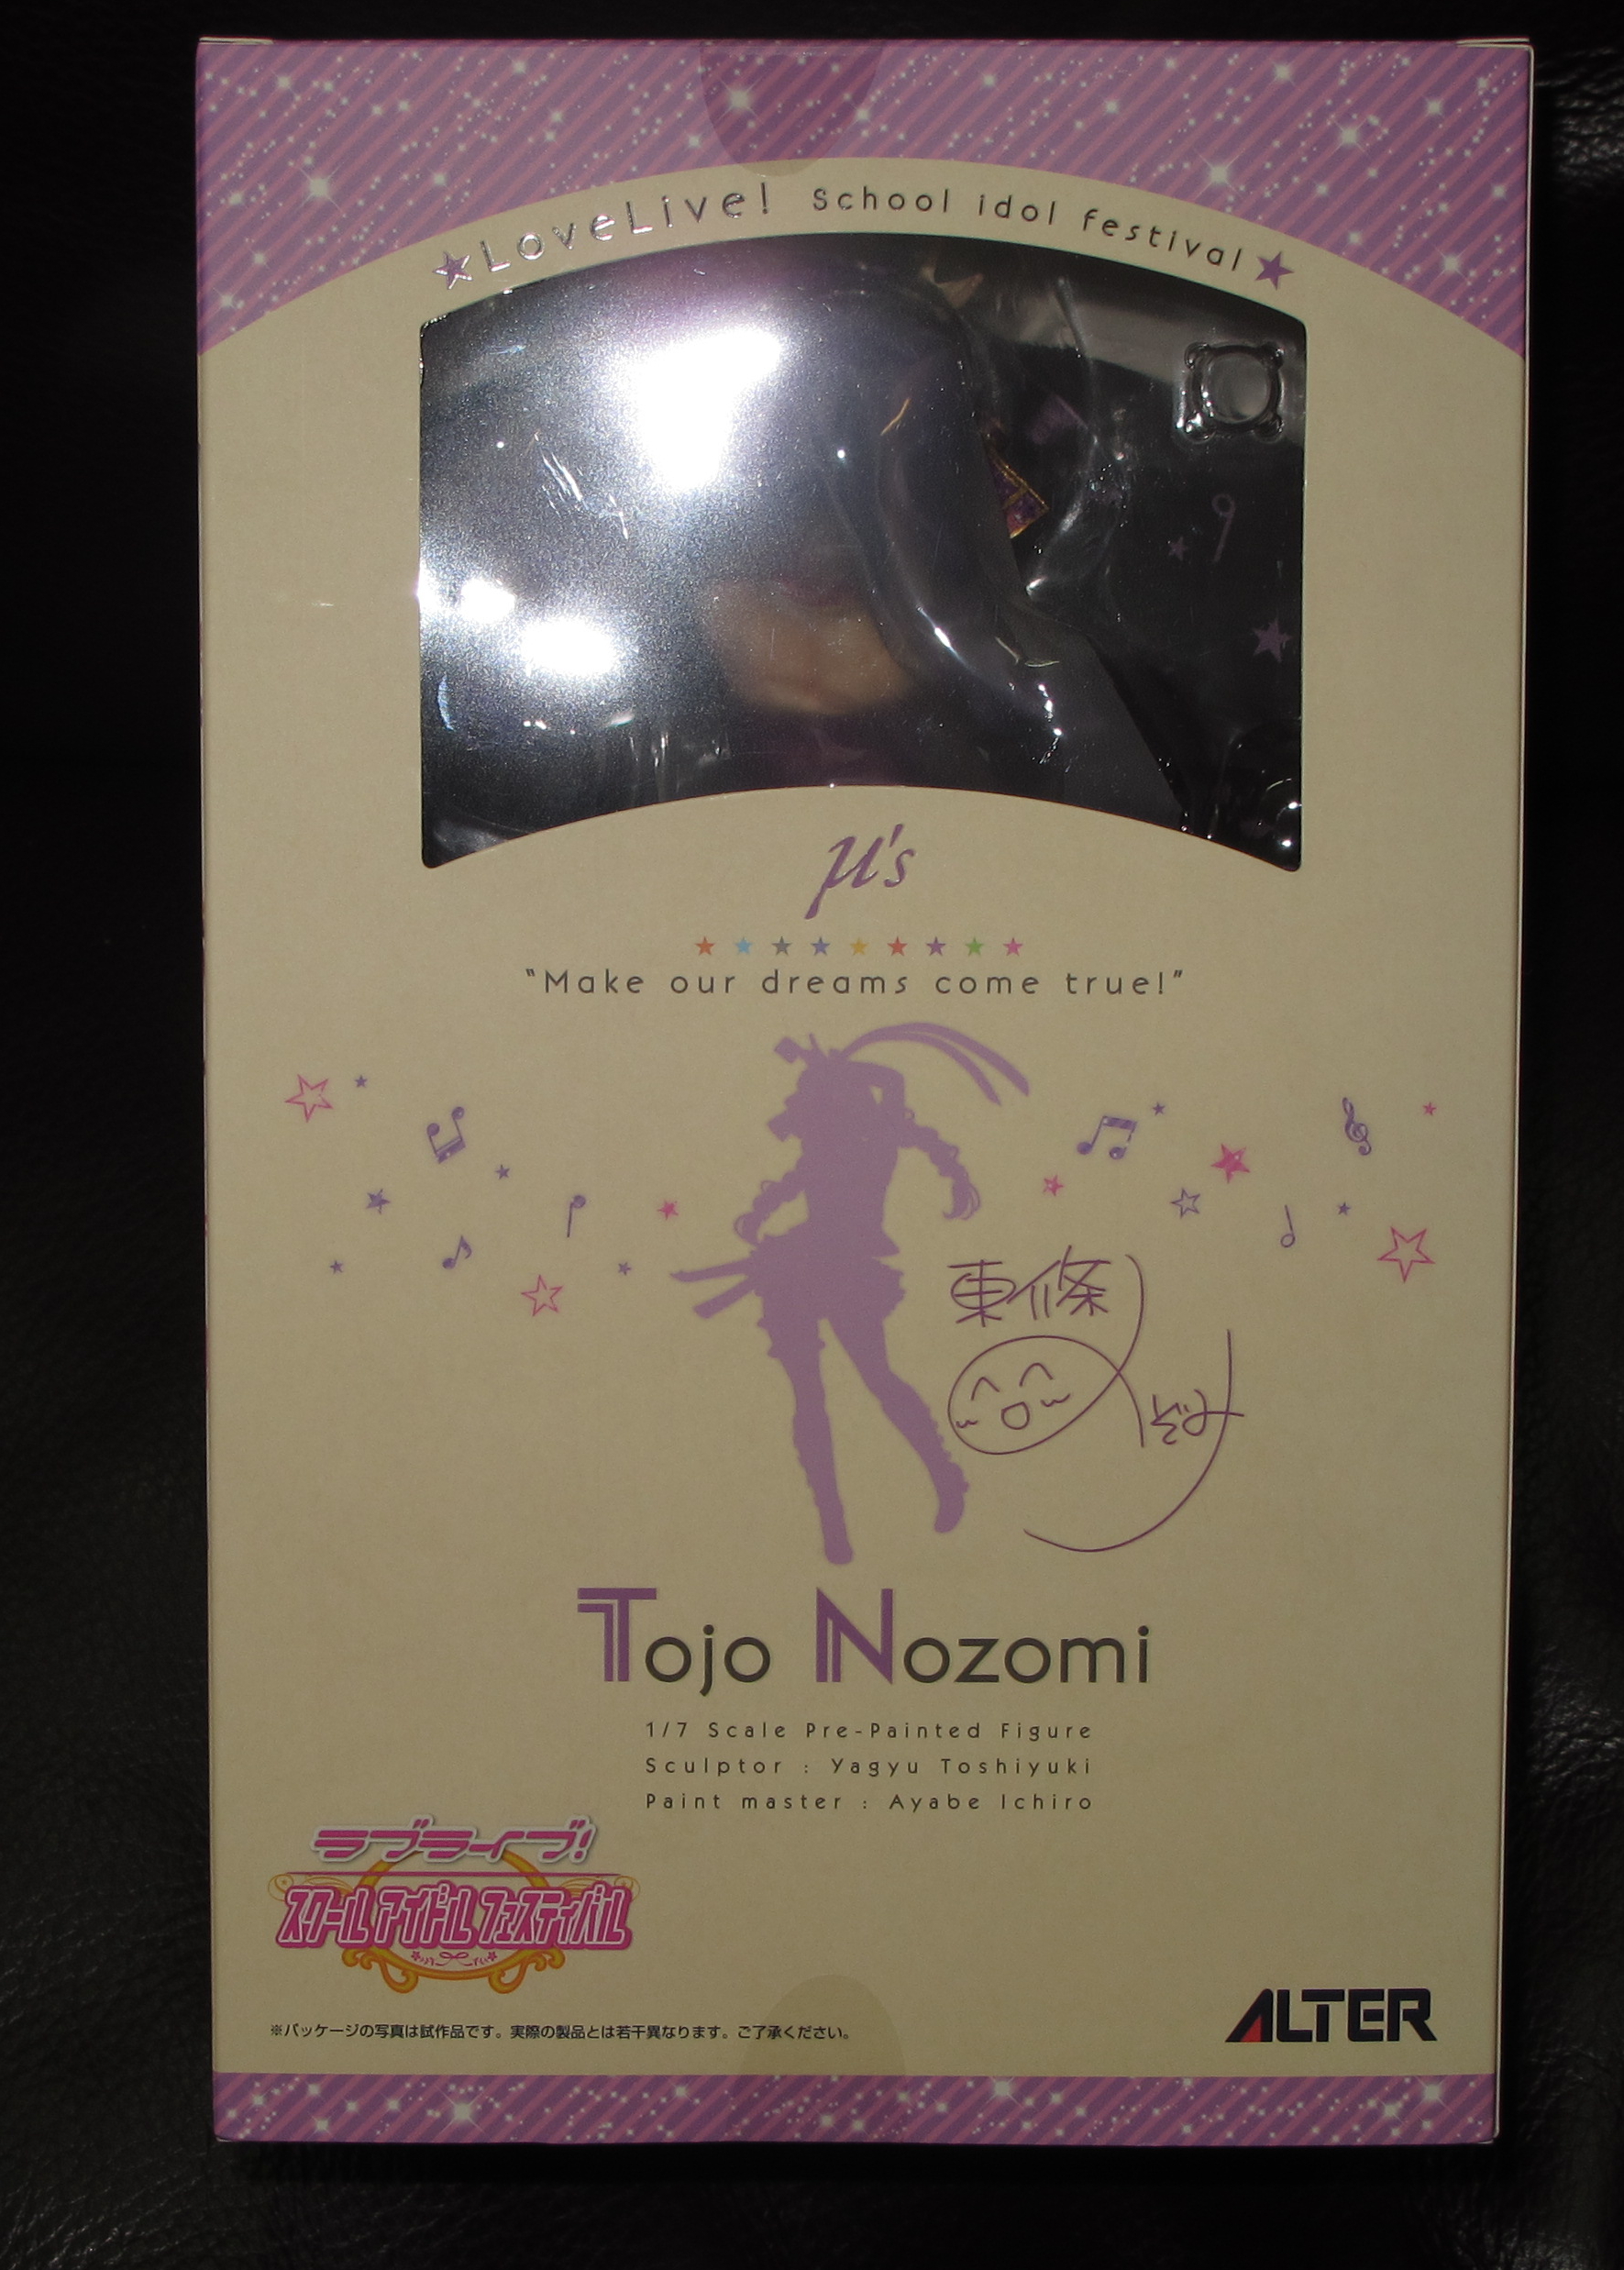 ★LoveLive! School idol festival★
μ's
"Make our dreams come true!"
東條
のぞみ
Tojo Nozomi
1/7 Scale Pre-Painted Figure
Sculptor : Yagyu Toshiyuki
Paint master : Ayabe Ichiro
ラブライブ!
スクールアイドルフェスティバル
※パッケージの写真は試作品です。実際の製品とは若干異なります。ご了承ください。
ALTER